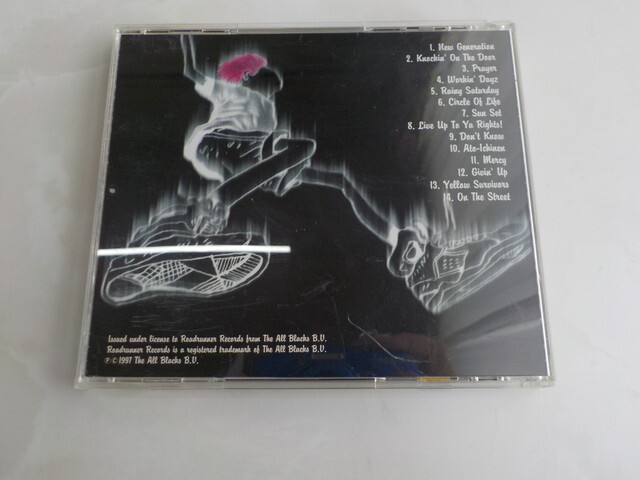 1. New Generation
2. Knockin' On The Door
3. Prayer
4. Workin' Dayz
5. Rainy Saturday
6. Circle Of Life
7. Sun Set
8. Live Up To Ya Rights!
9. Don't Know
10. Ato-Ichinen
11. Mercy
12. Givin' Up
13. Yellow Survivors
14. On The Street
Issued under license to Roadrunner Records from The All Blacks B.V.
Roadrunner Records is a registered trademark of The All Blacks B.V.
℗ © 1997 The All Blacks B.V.